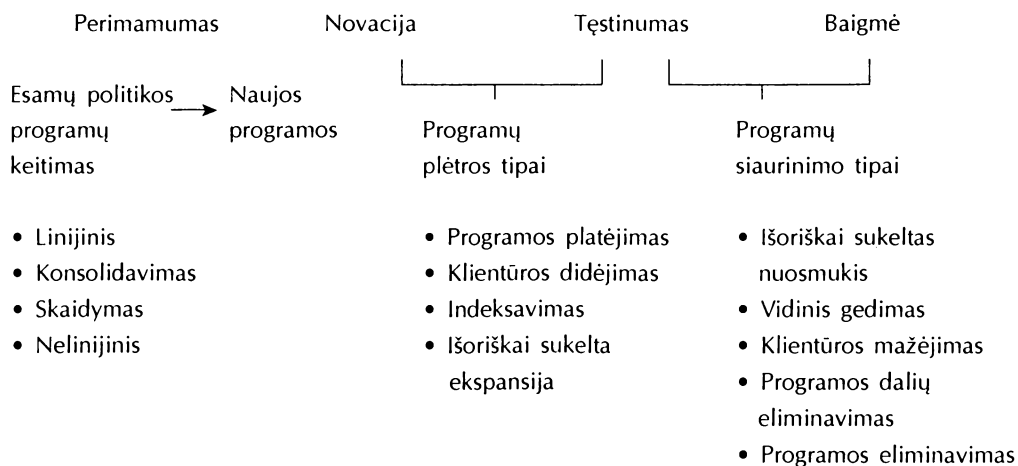 Perimamumas Novacija Tęstinumas Baigmė
Esamų politikos
programų
keitimas
Naujos
programos
Programų
plėtros tipai
Programų
siaurinimo tipai
• Linijinis
• Konsolidavimas
• Skaidymas
• Nelinijinis
• Programos platėjimas
• Klientūros didėjimas
• Indeksavimas
• Išoriškai sukelta
ekspansija
• Išoriškai sukeltas
nuosmukis
• Vidinis gedimas
• Klientūros mažėjimas
• Programos dalių
eliminavimas
• Programos eliminavimas